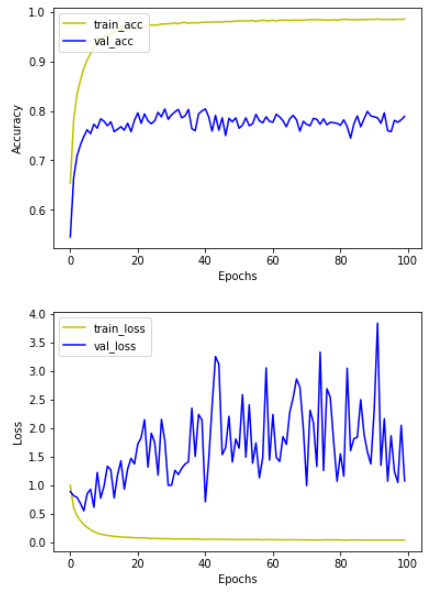 1.0
train_acc
val_acc
0.9
0.8
0.7
0.6
Accuracy
0 20 40 60 80 100
Epochs
4.0
train_loss
val_loss
3.5
3.0
2.5
2.0
1.5
1.0
0.5
0.0
Loss
0 20 40 60 80 100
Epochs